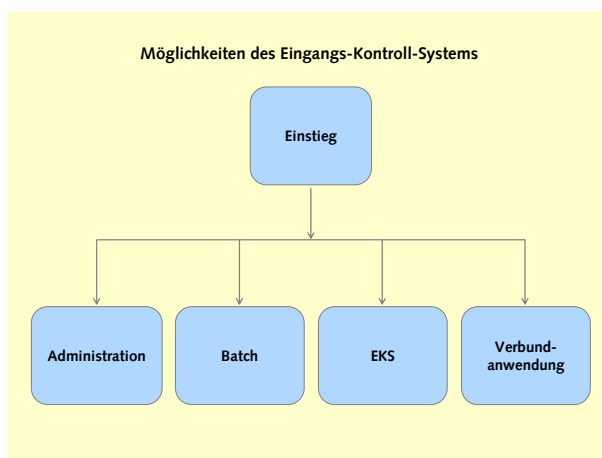 Möglichkeiten des Eingangs-Kontroll-Systems
Einstieg
Administration
Batch
EKS
Verbund-
anwendung